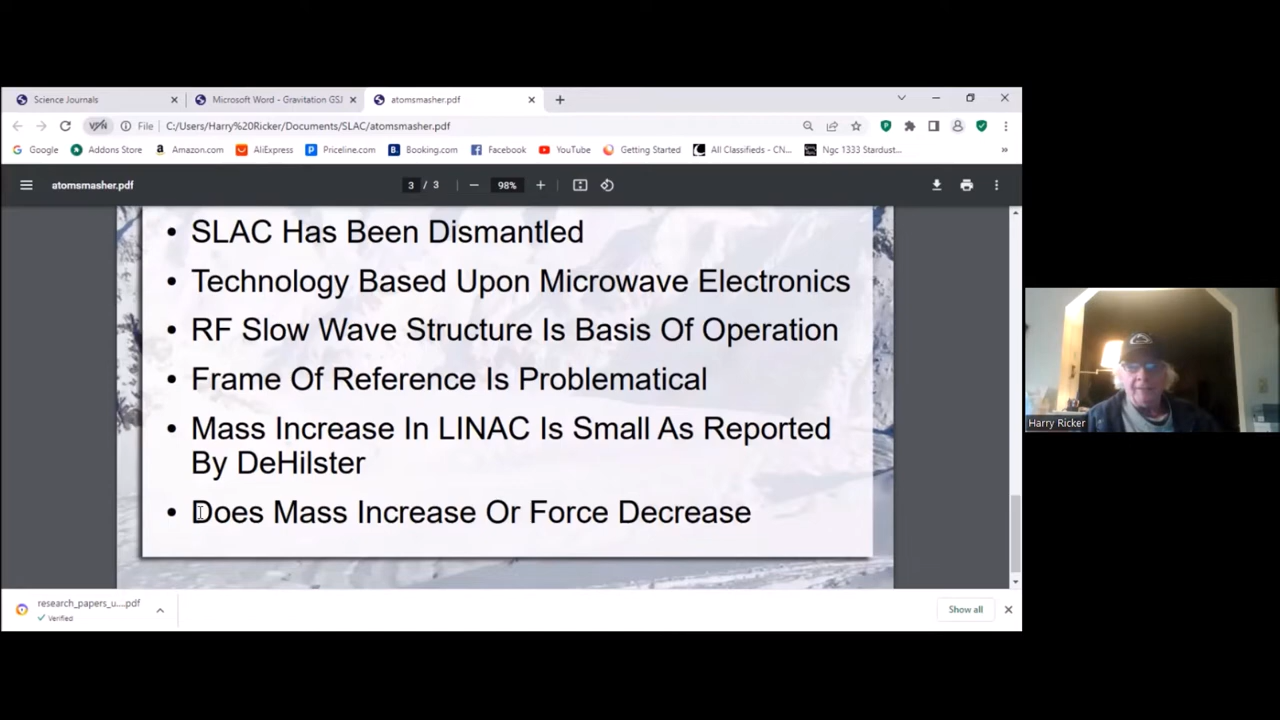 Science Journals
Microsoft Word - Gravitation GSJ
atomsmasher.pdf
VPN
File
C:/Users/Harry%20Ricker/Documents/SLAC/atomsmasher.pdf
Google
Addons Store
Amazon.com
AliExpress
Priceline.com
Booking.com
Facebook
YouTube
Getting Started
All Classifieds - CN...
Ngc 1333 Stardust...
atomsmasher.pdf
3 / 3
98%
• SLAC Has Been Dismantled
• Technology Based Upon Microwave Electronics
• RF Slow Wave Structure Is Basis Of Operation
• Frame Of Reference Is Problematical
• Mass Increase In LINAC Is Small As Reported
By DeHilster
• Does Mass Increase Or Force Decrease
Harry Ricker
research_papers_u....pdf
Verified
Show all